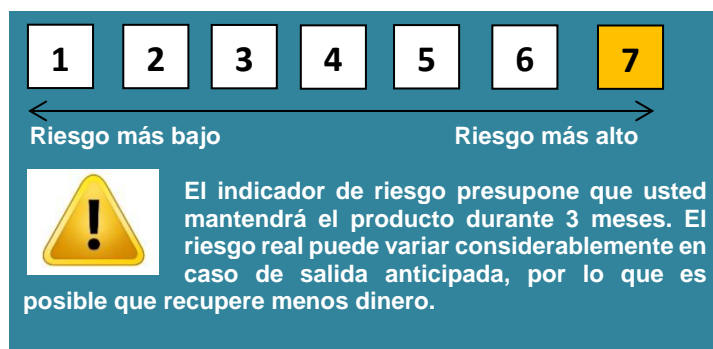 1 2 3 4 5 6 7
Riesgo más bajo Riesgo más alto
El indicador de riesgo presupone que usted
mantendrá el producto durante 3 meses. El
riesgo real puede variar considerablemente en
caso de salida anticipada, por lo que es
posible que recupere menos dinero.